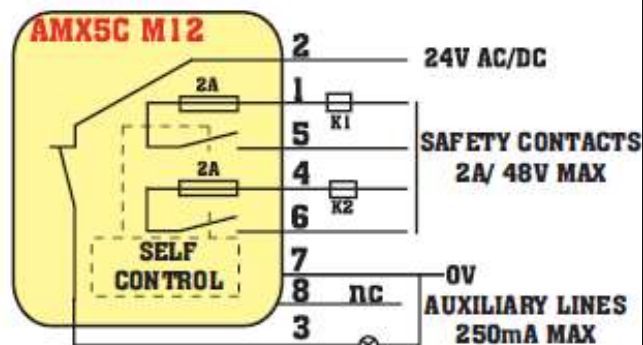 AMX5C M12
2
24V AC/DC
2A
1
K1
5
SAFETY CONTACTS
2A/ 48V MAX
2A
4
K2
6
SELF
CONTROL
7
0V
8
nc
AUXILIARY LINES
250mA MAX
3